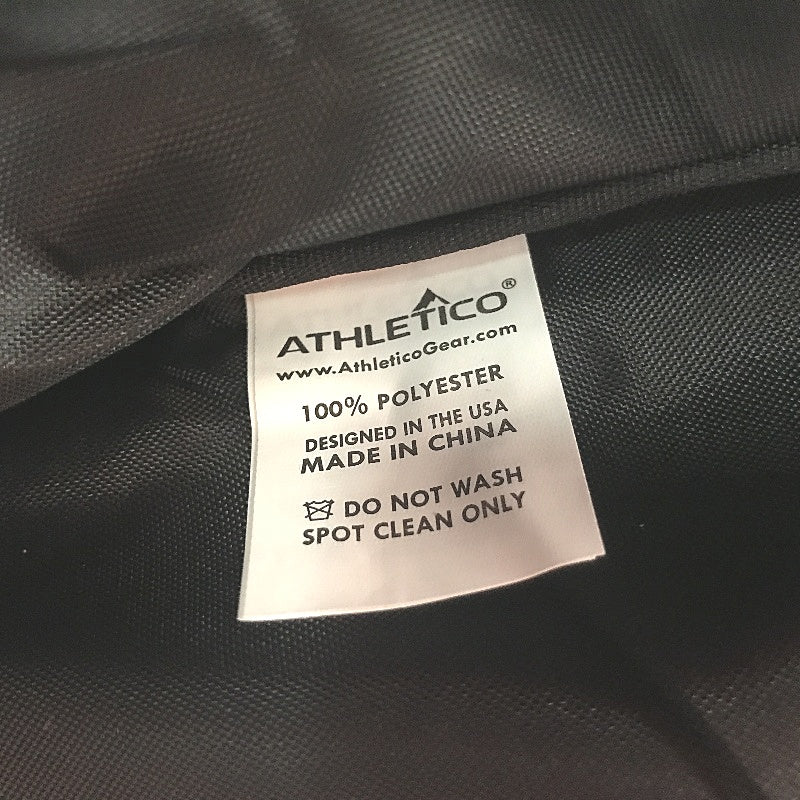 ATHLETICO®
www.AthleticoGear.com
100% POLYESTER
DESIGNED IN THE USA
MADE IN CHINA
DO NOT WASH
SPOT CLEAN ONLY